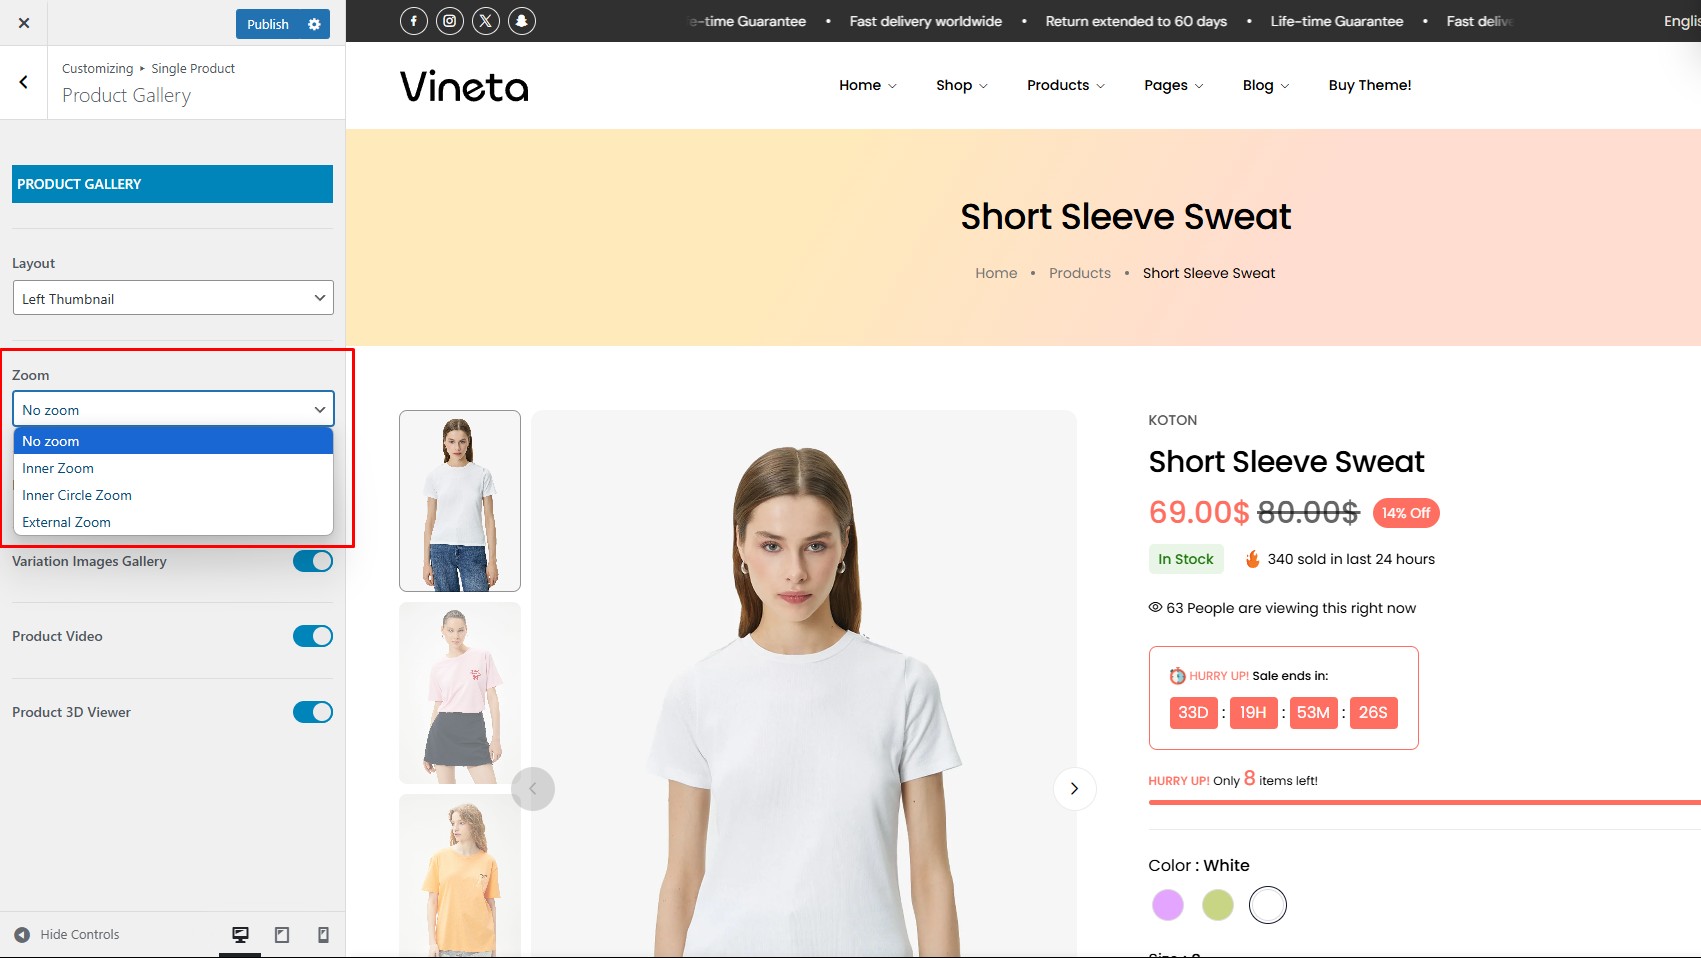 Publish
Customizing ▸ Single Product
Product Gallery
PRODUCT GALLERY
Layout
Left Thumbnail
Zoom
No zoom
No zoom
Inner Zoom
Inner Circle Zoom
External Zoom
Variation Images Gallery
Product Video
Product 3D Viewer
Hide Controls
e-time Guarantee • Fast delivery worldwide • Return extended to 60 days • Life-time Guarantee • Fast deliv
Englis
Vineta
Home Shop Products Pages Blog Buy Theme!
Short Sleeve Sweat
Home • Products • Short Sleeve Sweat
KOTON
Short Sleeve Sweat
69.00$ 80.00$ 14% Off
In Stock 340 sold in last 24 hours
63 People are viewing this right now
HURRY UP! Sale ends in:
33D : 19H : 53M : 26S
HURRY UP! Only 8 items left!
Color : White